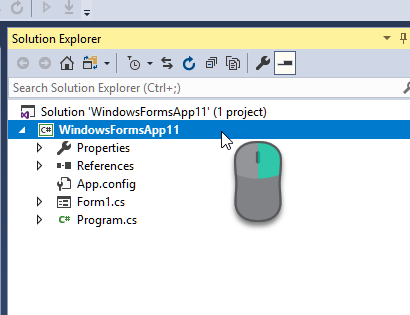 Solution Explorer
Search Solution Explorer (Ctrl+;)
Solution 'WindowsFormsApp11' (1 project)
C# WindowsFormsApp11
Properties
References
App.config
Form1.cs
C# Program.cs